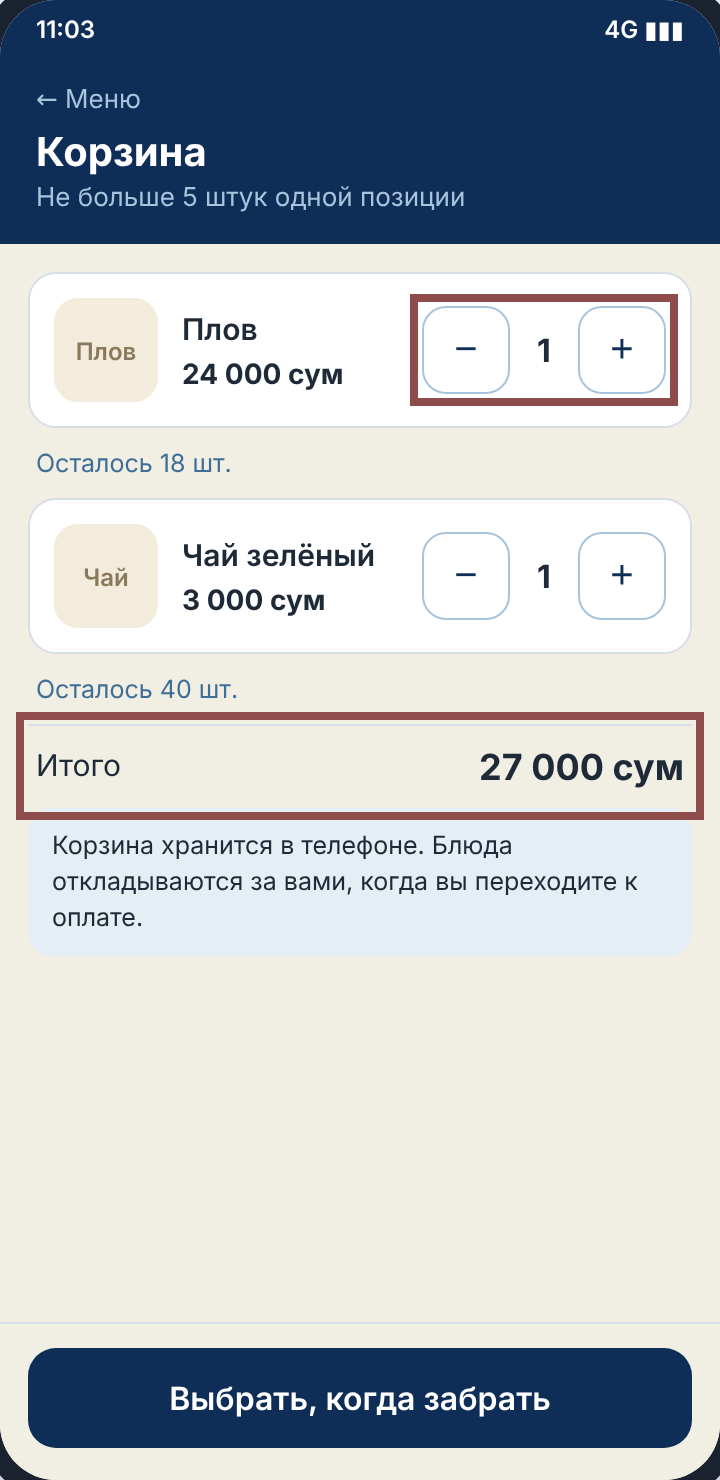 11:03 4G
← Меню
Корзина
Не больше 5 штук одной позиции
Плов
Плов
24 000 сум
− 1 +
Осталось 18 шт.
Чай
Чай зелёный
3 000 сум
− 1 +
Осталось 40 шт.
Итого 27 000 сум
Корзина хранится в телефоне. Блюда
откладываются за вами, когда вы переходите к
оплате.
Выбрать, когда забрать